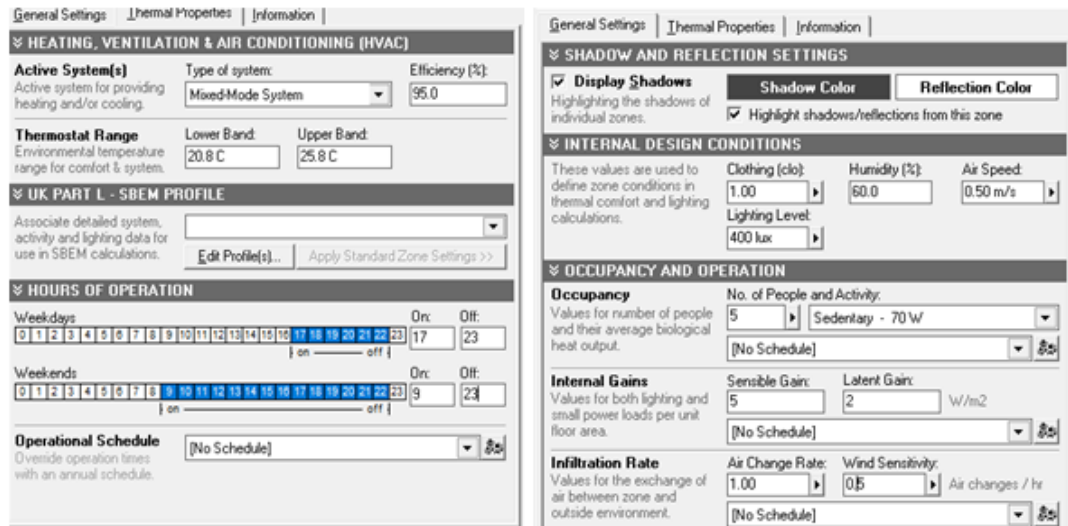 General Settings Thermal Properties Information
× HEATING, VENTILATION & AIR CONDITIONING (HVAC)
Active System(s) Type of system: Efficiency (%):
Active system for providing
heating and/or cooling.
Mixed-Mode System 95.0
Thermostat Range Lower Band: Upper Band:
Environmental temperature
range for comfort & system.
20.8 C 25.8 C
UK PART L - SBEM PROFILE
Associate detailed system,
activity and lighting data for
use in SBEM calculations.
Edit Profile(s)... Apply Standard Zone Settings >>
HOURS OF OPERATION
Weekdays On: Off:
0 1 2 3 4 5 6 7 8 9 10 11 12 13 14 15 16 17 18 19 20 21 22 23 17 23
on off
Weekends On: Off:
0 1 2 3 4 5 6 7 8 9 10 11 12 13 14 15 16 17 18 19 20 21 22 23 9 23
on off
Operational Schedule [No Schedule]
Override operation times
with an annual schedule.
General Settings Thermal Properties Information
SHADOW AND REFLECTION SETTINGS
Display Shadows Shadow Color Reflection Color
Highlighting the shadows of
individual zones.
Highlight shadows/reflections from this zone
INTERNAL DESIGN CONDITIONS
These values are used to
define zone conditions in
thermal comfort and lighting
calculations.
Clothing (clo): Humidity (%): Air Speed:
1.00 60.0 0.50 m/s
Lighting Level:
400 lux
OCCUPANCY AND OPERATION
Occupancy No. of People and Activity:
Values for number of people
and their average biological
heat output.
5 Sedentary - 70 W
[No Schedule]
Internal Gains Sensible Gain: Latent Gain:
Values for both lighting and
small power loads per unit
floor area.
5 2 W/m2
[No Schedule]
Infiltration Rate Air Change Rate: Wind Sensitivity:
Values for the exchange of
air between zone and
outside environment.
1.00 0.5 Air changes / hr
[No Schedule]